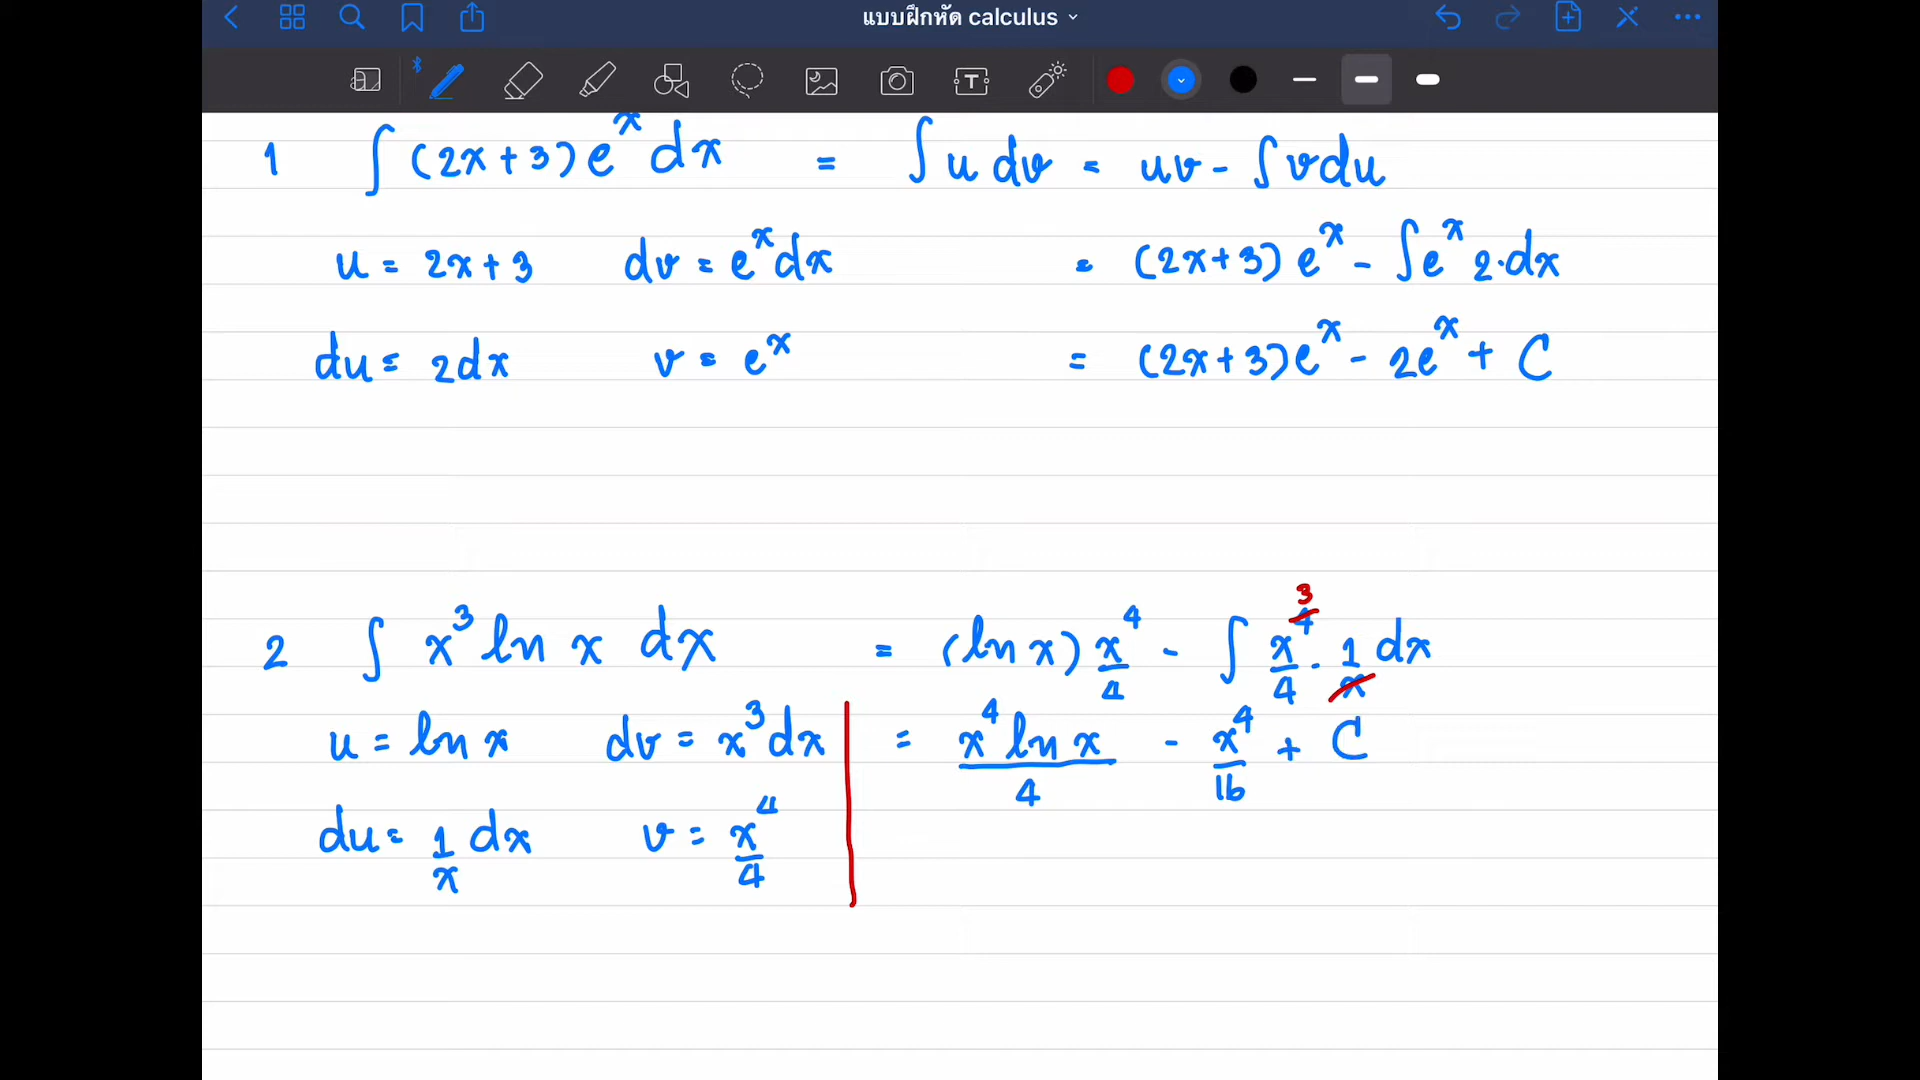 แบบฝึกหัด calculus
1 ∫ (2x+3) e^x dx = ∫ u dv = uv - ∫ v du
u = 2x+3 dv = e^x dx = (2x+3) e^x - ∫ e^x 2·dx
du = 2dx v = e^x = (2x+3)e^x - 2e^x + C
2 ∫ x^3 ln x dx = (ln x) x^4/4 - ∫ x^4/4 · 1/x dx
3
u = ln x dv = x^3 dx = x^4 ln x/4 - x^4/16 + C
du = 1/x dx v = x^4/4